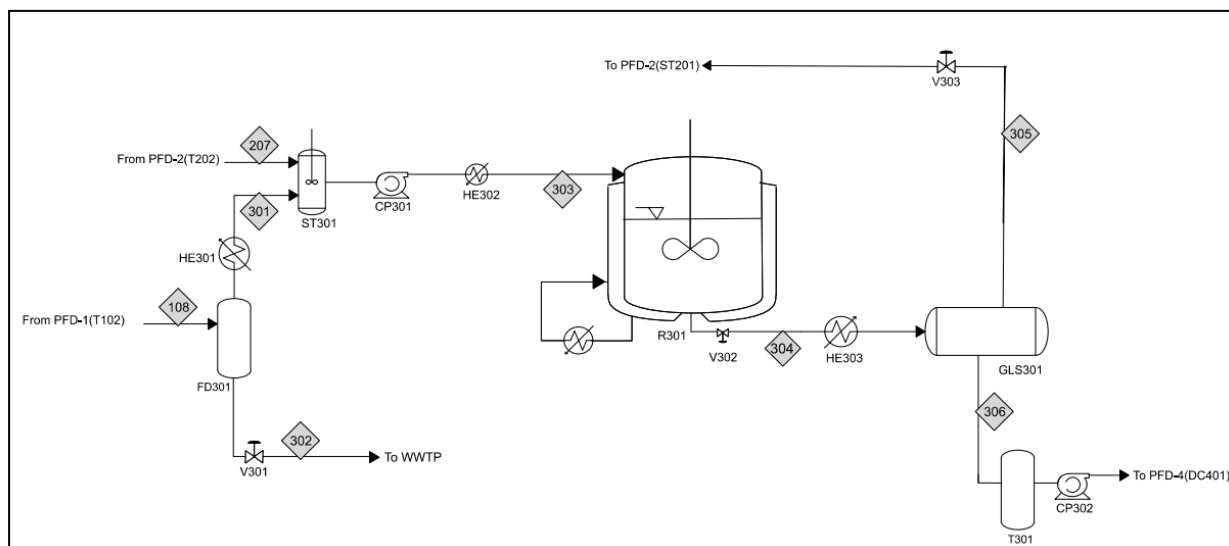 To PFD-2(ST201)
V303
305
207
From PFD-2(T202)
HE302
303
CP301
301
ST301
HE301
108
From PFD-1(T102)
R301
V302
304
HE303
GLS301
FD301
306
302
To WWTP
V301
To PFD-4(DC401)
CP302
T301